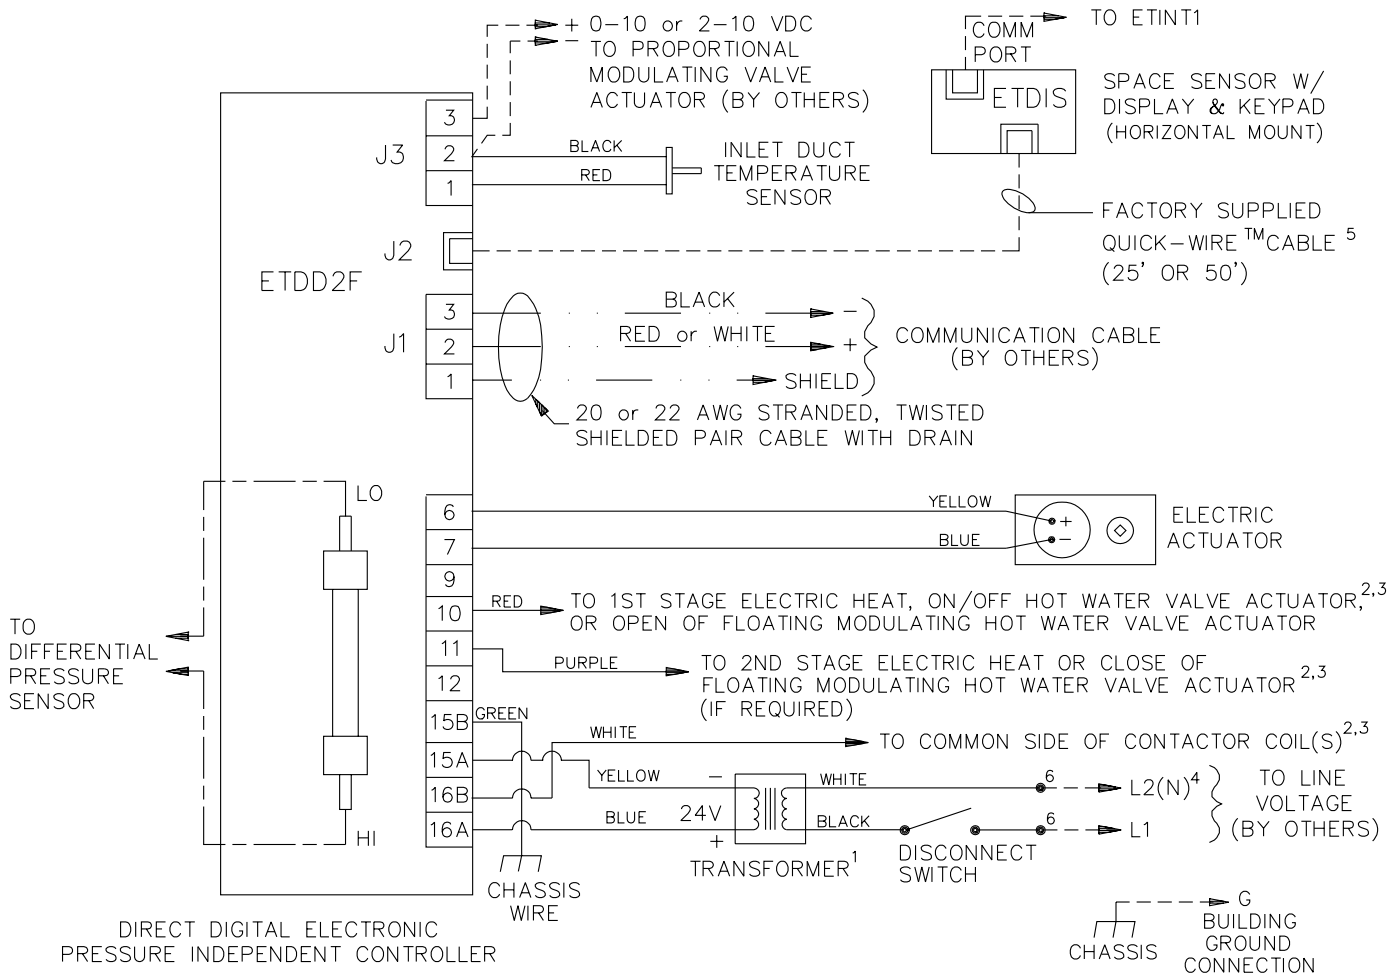 + 0-10 or 2-10 VDC
- TO PROPORTIONAL
MODULATING VALVE
ACTUATOR (BY OTHERS)
TO ETINT1
COMM
PORT
ETDIS
SPACE SENSOR W/
DISPLAY & KEYPAD
(HORIZONTAL MOUNT)
J3
3
2
1
BLACK
RED
INLET DUCT
TEMPERATURE
SENSOR
FACTORY SUPPLIED
QUICK-WIRE™CABLE 5
(25' OR 50')
J2
ETDD2F
J1
3
2
1
BLACK
-
RED or WHITE
+
SHIELD
COMMUNICATION CABLE
(BY OTHERS)
20 or 22 AWG STRANDED, TWISTED
SHIELDED PAIR CABLE WITH DRAIN
LO
HI
TO
DIFFERENTIAL
PRESSURE
SENSOR
6
7
9
10
11
12
15B
15A
16B
16A
YELLOW
BLUE
+
-
ELECTRIC
ACTUATOR
RED
TO 1ST STAGE ELECTRIC HEAT, ON/OFF HOT WATER VALVE ACTUATOR,2,3
OR OPEN OF FLOATING MODULATING HOT WATER VALVE ACTUATOR
PURPLE
TO 2ND STAGE ELECTRIC HEAT OR CLOSE OF
FLOATING MODULATING HOT WATER VALVE ACTUATOR 2,3
(IF REQUIRED)
GREEN
WHITE
TO COMMON SIDE OF CONTACTOR COIL(S)2,3
YELLOW
-
WHITE
6
L2(N)4
BLUE
24V
+
BLACK
6
L1
TO LINE
VOLTAGE
(BY OTHERS)
TRANSFORMER1
DISCONNECT
SWITCH
CHASSIS
WIRE
DIRECT DIGITAL ELECTRONIC
PRESSURE INDEPENDENT CONTROLLER
CHASSIS
G
BUILDING
GROUND
CONNECTION